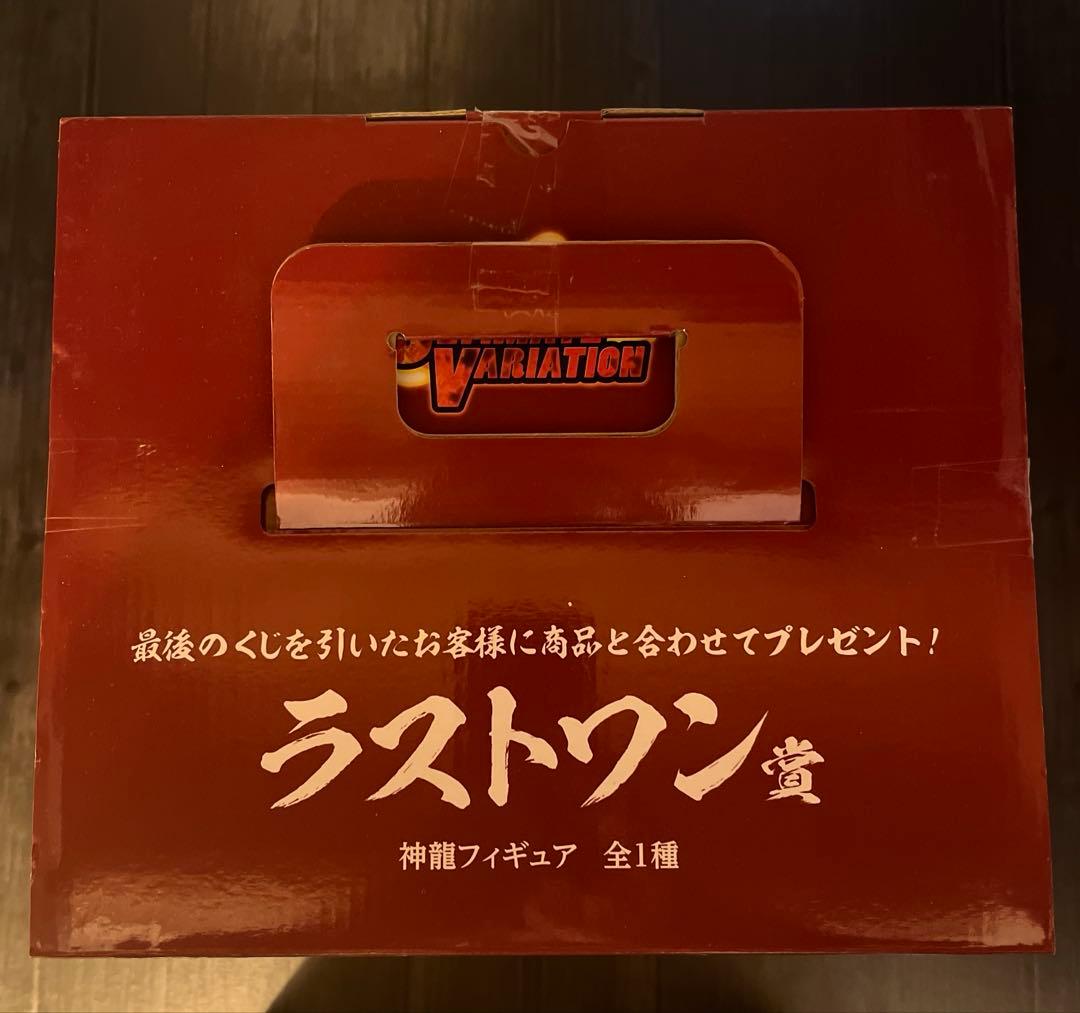 VARIATION
最後のくじを引いたお客様に商品と合わせてプレゼント!
ラストワン賞
神龍フィギュア 全1種